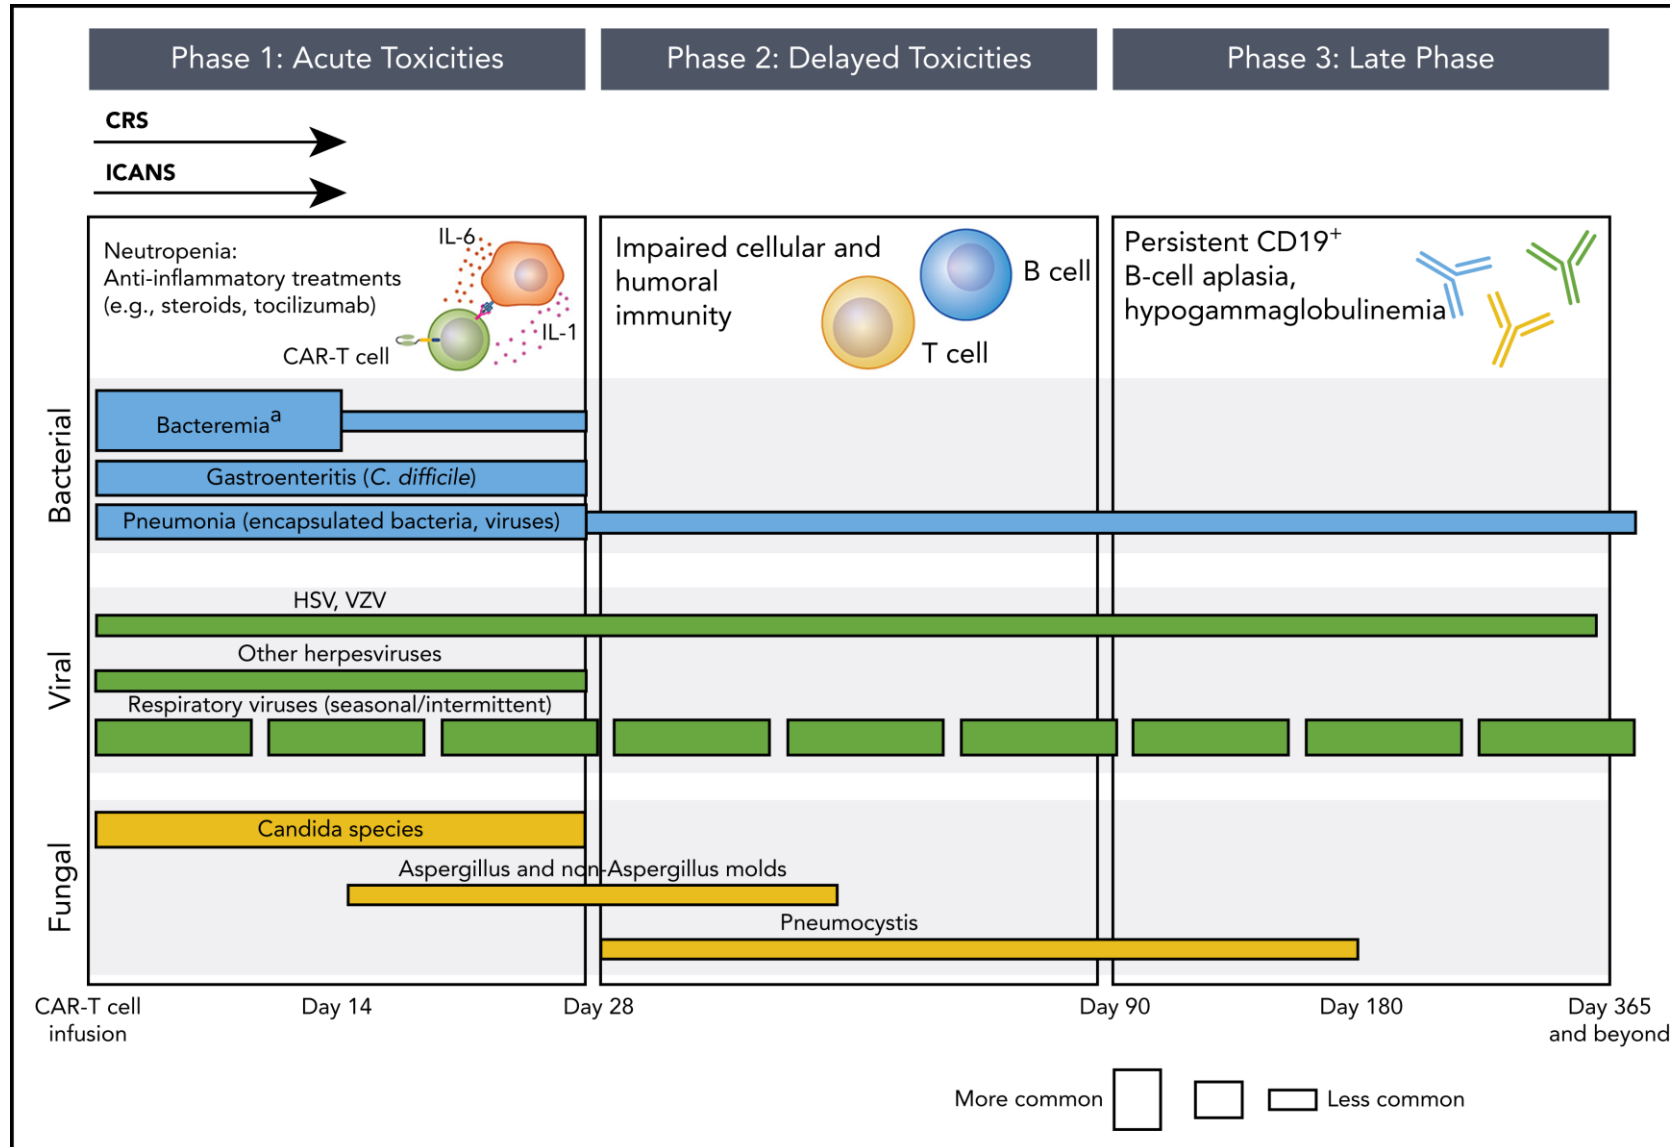 Phase 1: Acute Toxicities
Phase 2: Delayed Toxicities
Phase 3: Late Phase
CRS
ICANS
Neutropenia:
Anti-inflammatory treatments
(e.g., steroids, tocilizumab)
IL-6
IL-1
CAR-T cell
Impaired cellular and
humoral
immunity
B cell
T cell
Persistent CD19⁺
B-cell aplasia,
hypogammaglobulinemia
Bacterial
Bacteremiaᵃ
Gastroenteritis (C. difficile)
Pneumonia (encapsulated bacteria, viruses)
Viral
HSV, VZV
Other herpesviruses
Respiratory viruses (seasonal/intermittent)
Fungal
Candida species
Aspergillus and non-Aspergillus molds
Pneumocystis
CAR-T cell
infusion
Day 14
Day 28
Day 90
Day 180
Day 365
and beyond
More common
Less common